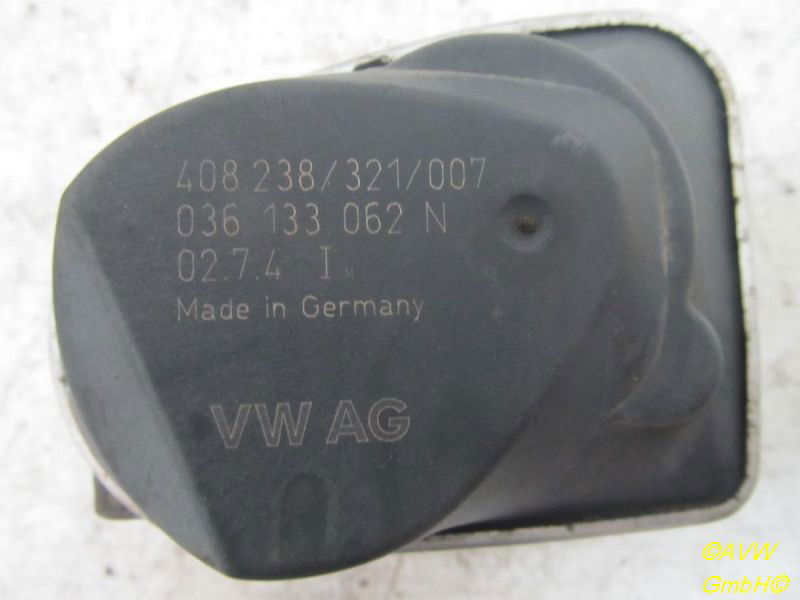 408.238/321/007
036 133 062 N
02.7.4 I M
Made in Germany
VW AG
©AVW
GmbH©